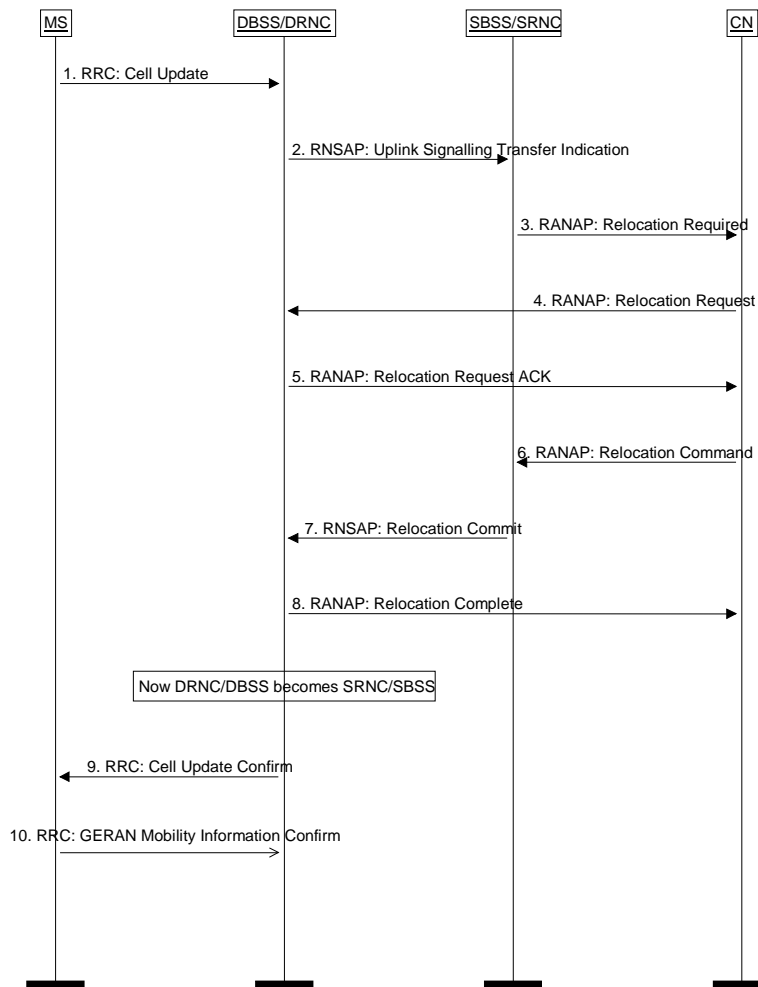 MS
DBSS/DRNC
SBSS/SRNC
CN
1. RRC: Cell Update
2. RNSAP: Uplink Signalling Transfer Indication
3. RANAP: Relocation Required
4. RANAP: Relocation Request
5. RANAP: Relocation Request ACK
6. RANAP: Relocation Command
7. RNSAP: Relocation Commit
8. RANAP: Relocation Complete
Now DRNC/DBSS becomes SRNC/SBSS
9. RRC: Cell Update Confirm
10. RRC: GERAN Mobility Information Confirm